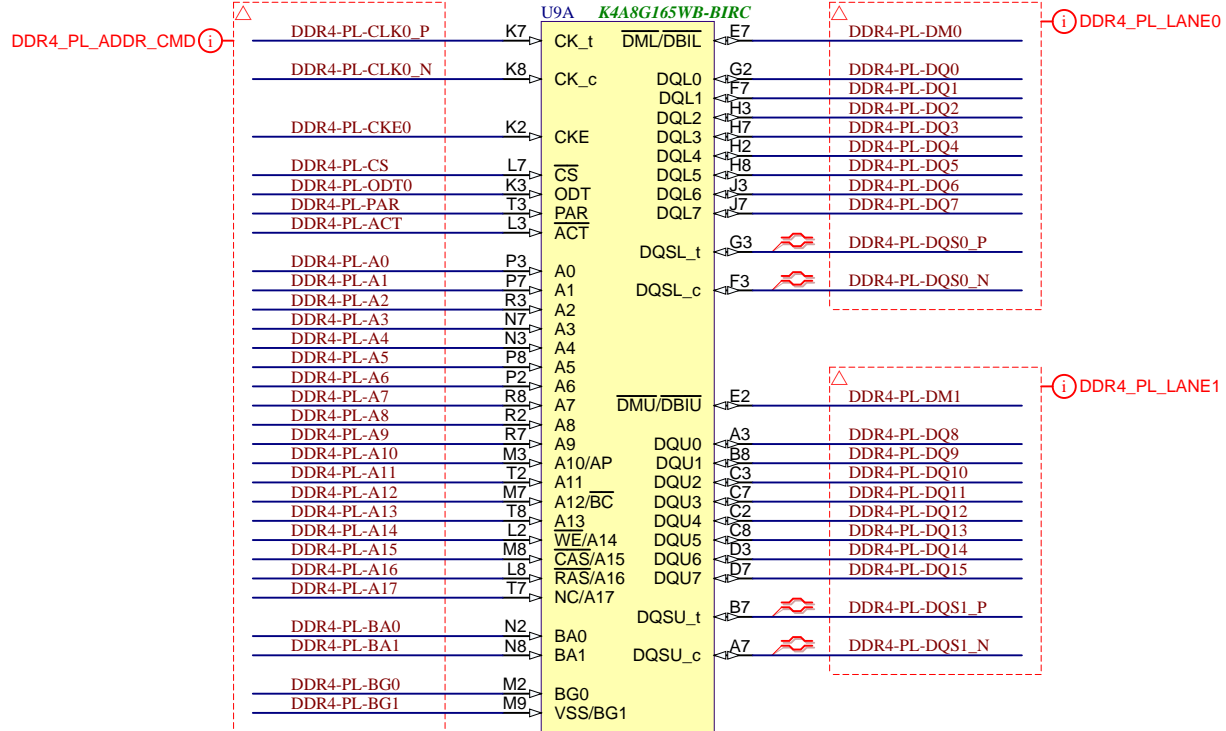 U9A K4A8G165WB-BIRC
DDR4_PL_ADDR_CMD i
i DDR4_PL_LANE0
DDR4-PL-CLK0_P K7 CK_t DML/DBIL E7 DDR4-PL-DM0
DDR4-PL-CLK0_N K8 CK_c DQL0 G2 DDR4-PL-DQ0
DQL1 F7 DDR4-PL-DQ1
DQL2 H3 DDR4-PL-DQ2
DDR4-PL-CKE0 K2 CKE DQL3 H7 DDR4-PL-DQ3
DQL4 H2 DDR4-PL-DQ4
DDR4-PL-CS L7 CS DQL5 H8 DDR4-PL-DQ5
DDR4-PL-ODT0 K3 ODT DQL6 J3 DDR4-PL-DQ6
DDR4-PL-PAR T3 PAR DQL7 J7 DDR4-PL-DQ7
DDR4-PL-ACT L3 ACT
DQSL_t G3 DDR4-PL-DQS0_P
DDR4-PL-A0 P3 A0
DDR4-PL-A1 P7 A1 DQSL_c F3 DDR4-PL-DQS0_N
DDR4-PL-A2 R3 A2
DDR4-PL-A3 N7 A3
DDR4-PL-A4 N3 A4
DDR4-PL-A5 P8 A5
DDR4-PL-A6 P2 A6
i DDR4_PL_LANE1
DDR4-PL-A7 R8 A7 DMU/DBIU E2 DDR4-PL-DM1
DDR4-PL-A8 R2 A8
DDR4-PL-A9 R7 A9 DQU0 A3 DDR4-PL-DQ8
DDR4-PL-A10 M3 A10/AP DQU1 B8 DDR4-PL-DQ9
DDR4-PL-A11 T2 A11 DQU2 C3 DDR4-PL-DQ10
DDR4-PL-A12 M7 A12/BC DQU3 C7 DDR4-PL-DQ11
DDR4-PL-A13 T8 A13 DQU4 C2 DDR4-PL-DQ12
DDR4-PL-A14 L2 WE/A14 DQU5 C8 DDR4-PL-DQ13
DDR4-PL-A15 M8 CAS/A15 DQU6 D3 DDR4-PL-DQ14
DDR4-PL-A16 L8 RAS/A16 DQU7 D7 DDR4-PL-DQ15
DDR4-PL-A17 T7 NC/A17
DQSU_t B7 DDR4-PL-DQS1_P
DDR4-PL-BA0 N2 BA0
DDR4-PL-BA1 N8 BA1 DQSU_c A7 DDR4-PL-DQS1_N
DDR4-PL-BG0 M2 BG0
DDR4-PL-BG1 M9 VSS/BG1